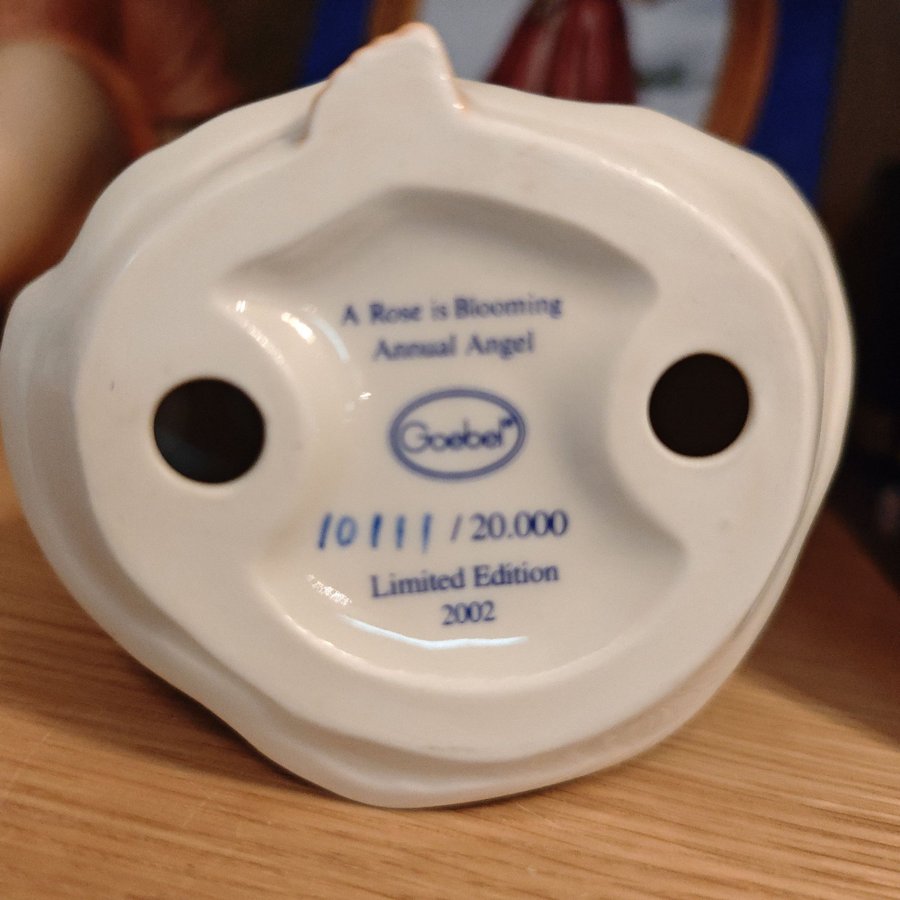 A Rose is Blooming
Annual Angel
Goebel
10111 / 20.000
Limited Edition
2002